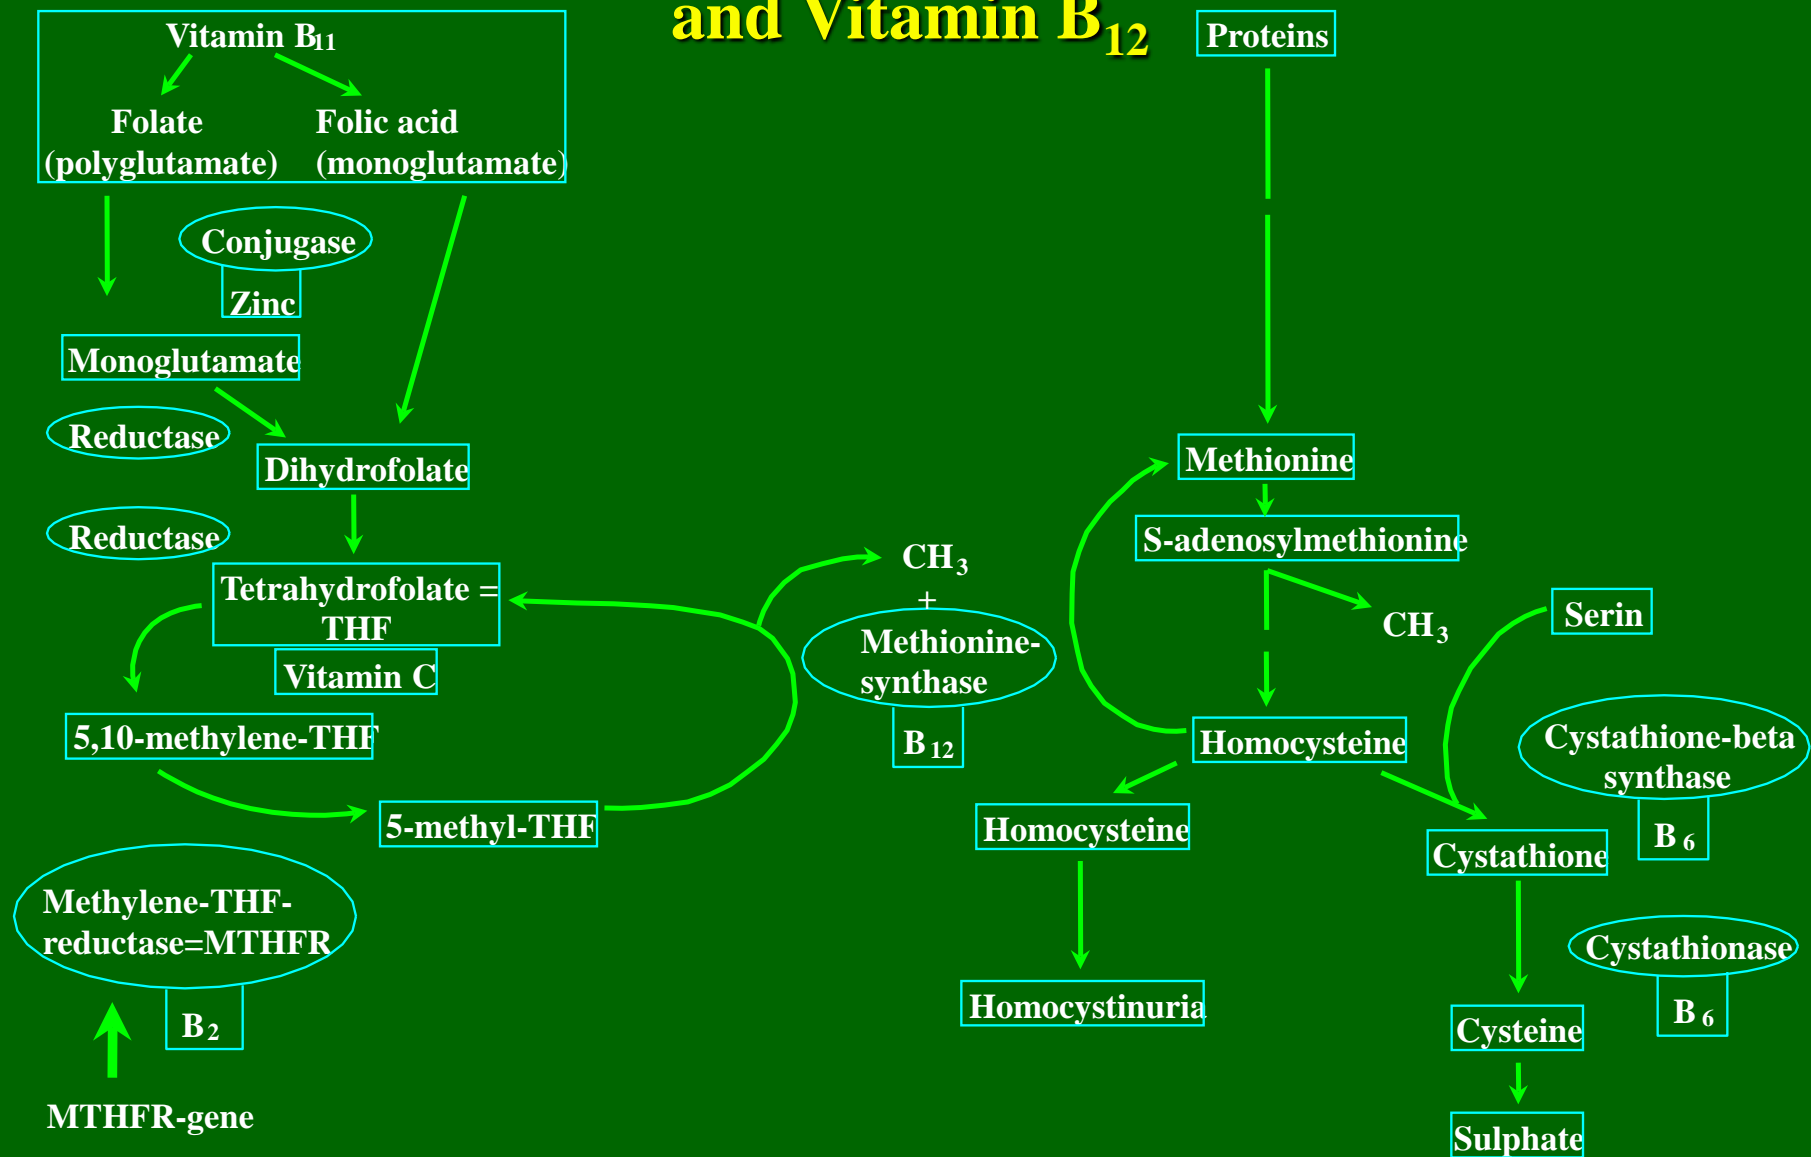 and Vitamin B12
Vitamin B11
Folate
(polyglutamate)
Folic acid
(monoglutamate)
Conjugase
Zinc
Monoglutamate
Reductase
Dihydrofolate
Reductase
Tetrahydrofolate =
THF
Vitamin C
5,10-methylene-THF
5-methyl-THF
Methylene-THF-
reductase=MTHFR
B2
MTHFR-gene
CH3
+
Methionine-
synthase
B12
Proteins
Methionine
S-adenosylmethionine
CH3
Serin
Homocysteine
Cystathione-beta
synthase
B6
Homocysteine
Cystathione
Homocystinuria
Cystathionase
B6
Cysteine
Sulphate